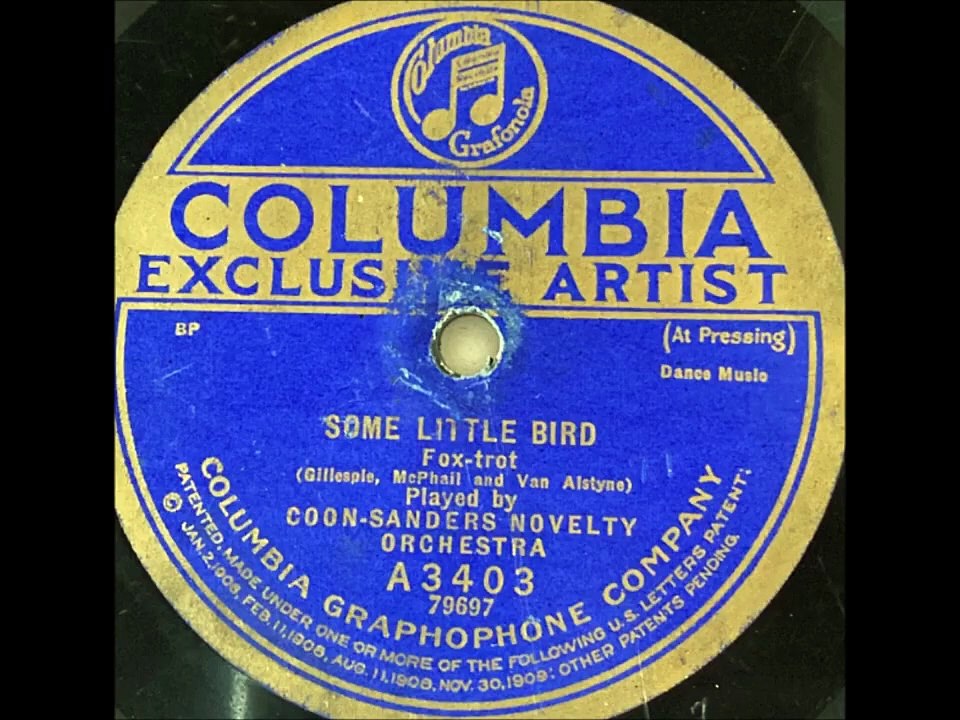 Columbia
Grafonola
COLUMBIA
EXCLUSIVE ARTIST
BP
(At Pressing)
Dance Music
SOME LITTLE BIRD
Fox-trot
(Gillespie, McPhail and Van Alstyne)
Played by
COON-SANDERS NOVELTY
ORCHESTRA
A3403
79697
COLUMBIA GRAPHOPHONE COMPANY
PATENTED, MADE UNDER ONE OR MORE OF THE FOLLOWING U.S. LETTERS PATENT:
© JAN. 2, 1906, FEB. 11, 1908, AUG. 11, 1908, NOV. 30, 1909; OTHER PATENTS PENDING.